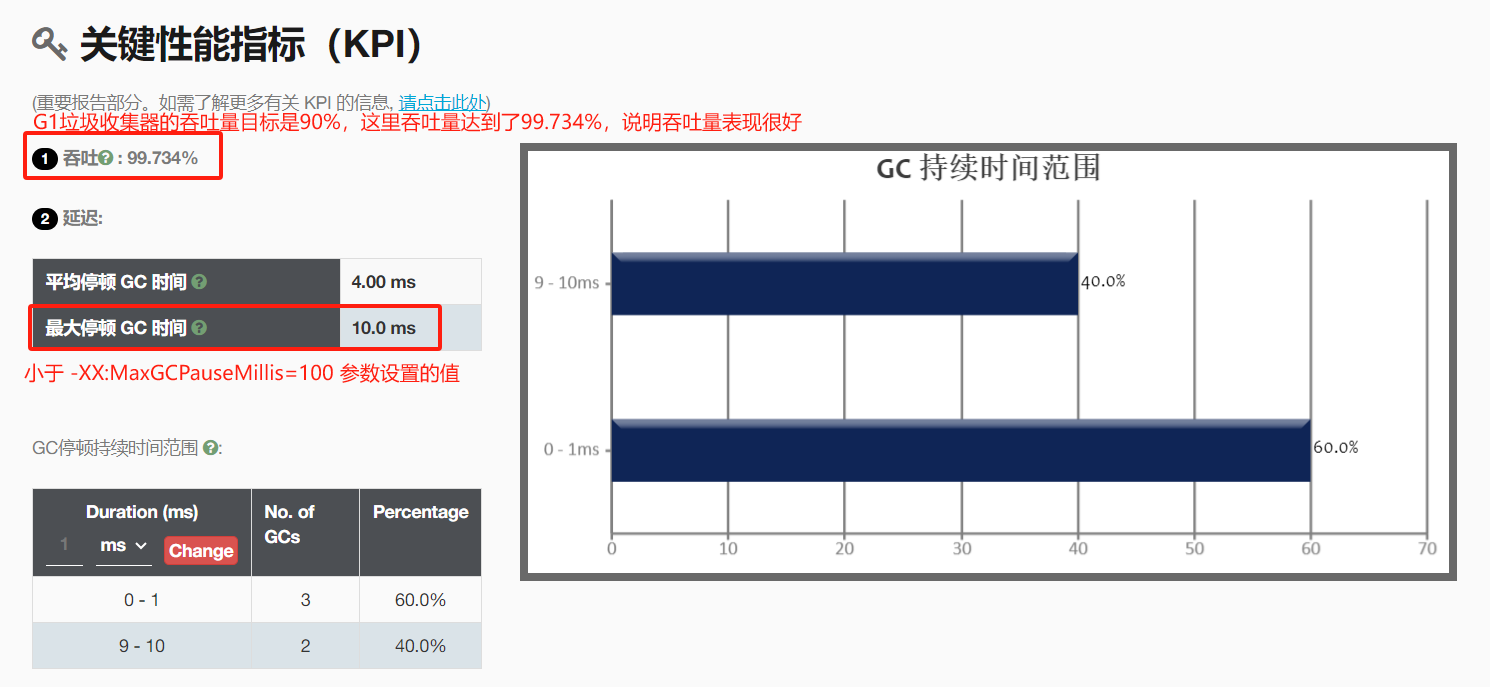 关键性能指标（KPI）
(重要报告部分。如需了解更多有关 KPI 的信息, 请点击此处)
G1垃圾收集器的吞吐量目标是90%，这里吞吐量达到了99.734%，说明吞吐量表现很好
1 吞吐?: 99.734%
2 延迟:
平均停顿 GC 时间 ? 4.00 ms
最大停顿 GC 时间 ? 10.0 ms
小于 -XX:MaxGCPauseMillis=100 参数设置的值
GC停顿持续时间范围 ?:
Duration (ms)
1 ms Change
No. of
GCs
Percentage
0 - 1 3 60.0%
9 - 10 2 40.0%
GC 持续时间范围
9 - 10ms 40.0%
0 - 1ms 60.0%
0 10 20 30 40 50 60 70